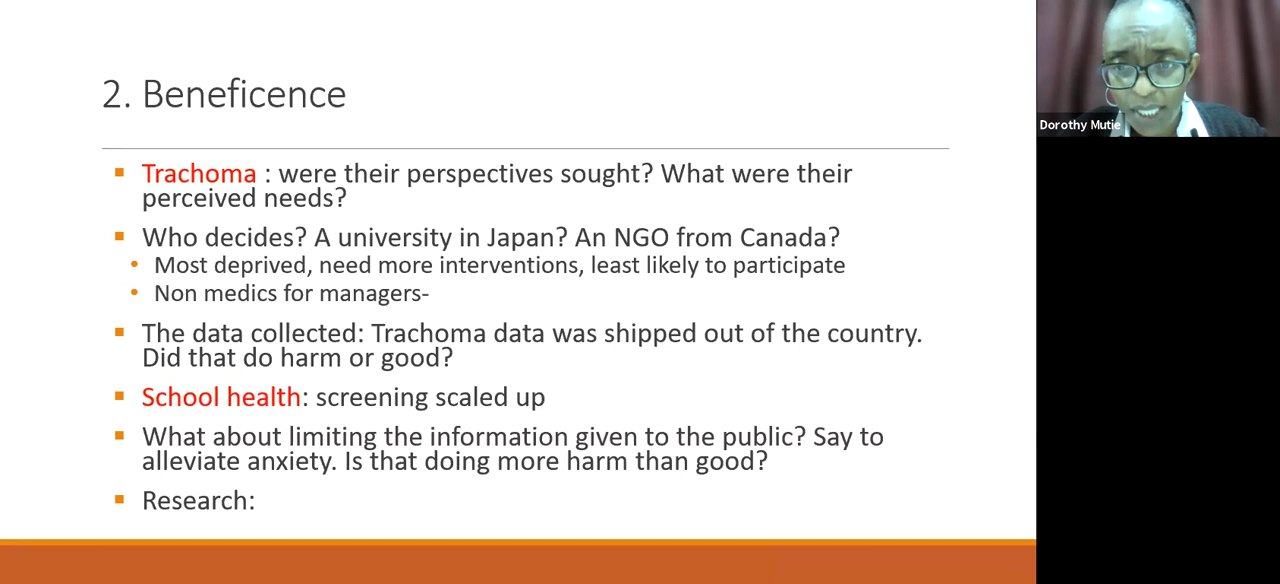 2. Beneficence
Trachoma : were their perspectives sought? What were their
perceived needs?
Who decides? A university in Japan? An NGO from Canada?
Most deprived, need more interventions, least likely to participate
Non medics for managers-
The data collected: Trachoma data was shipped out of the country.
Did that do harm or good?
School health: screening scaled up
What about limiting the information given to the public? Say to
alleviate anxiety. Is that doing more harm than good?
Research:
Dorothy Mutie